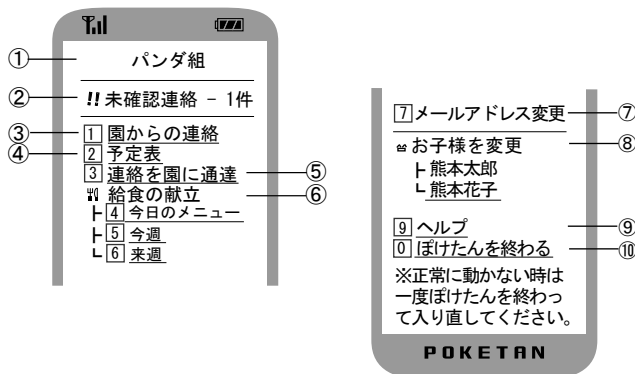 ①
パンダ組
②
!!未確認連絡 - 1件
③
1 園からの連絡
④
2 予定表
3 連絡を園に通達
⑤
給食の献立
⑥
4 今日のメニュー
5 今週
6 来週
7 メールアドレス変更
⑦
お子様を変更
⑧
熊本太郎
熊本花子
9 ヘルプ
⑨
0 ぽけたんを終わる
⑩
※正常に動かない時は
一度ぽけたんを終わっ
て入り直してください。
POKETAN